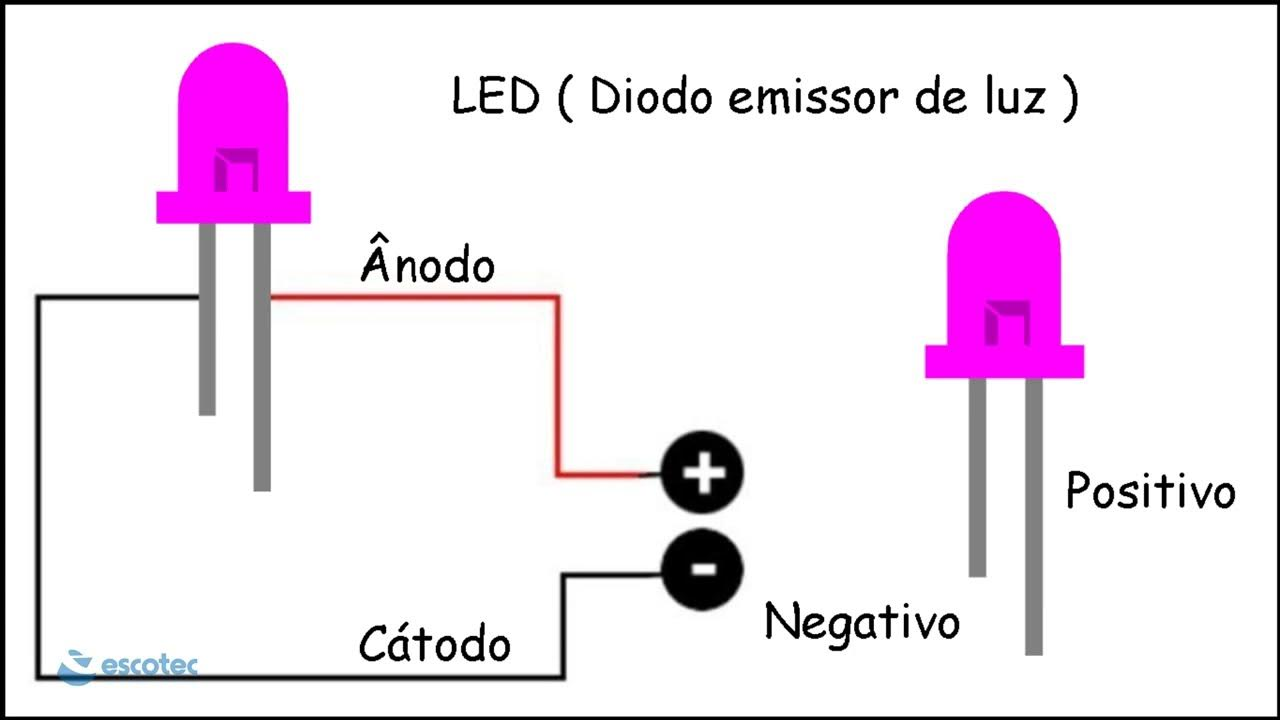 LED ( Diodo emissor de luz )
Ânodo
+
Positivo
-
Negativo
Cátodo
escotec